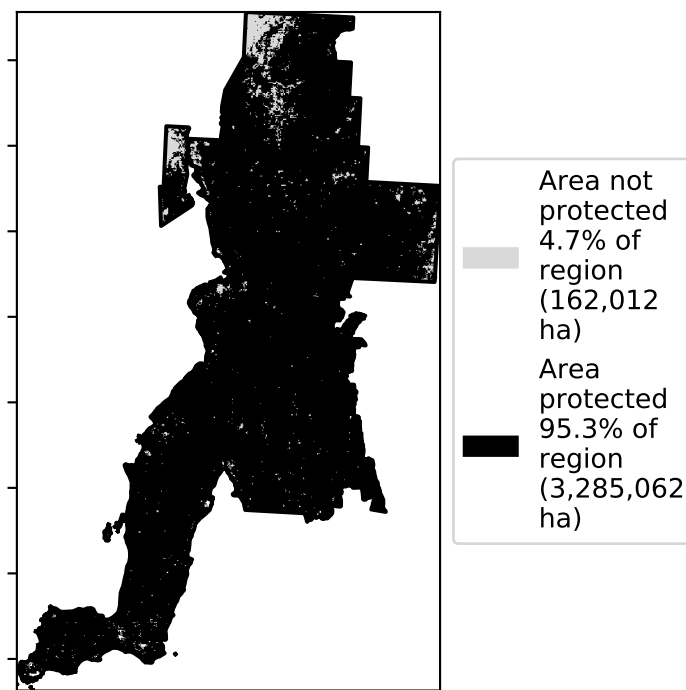 Area not
protected
4.7% of
region
(162,012
ha)
Area
protected
95.3% of
region
(3,285,062
ha)